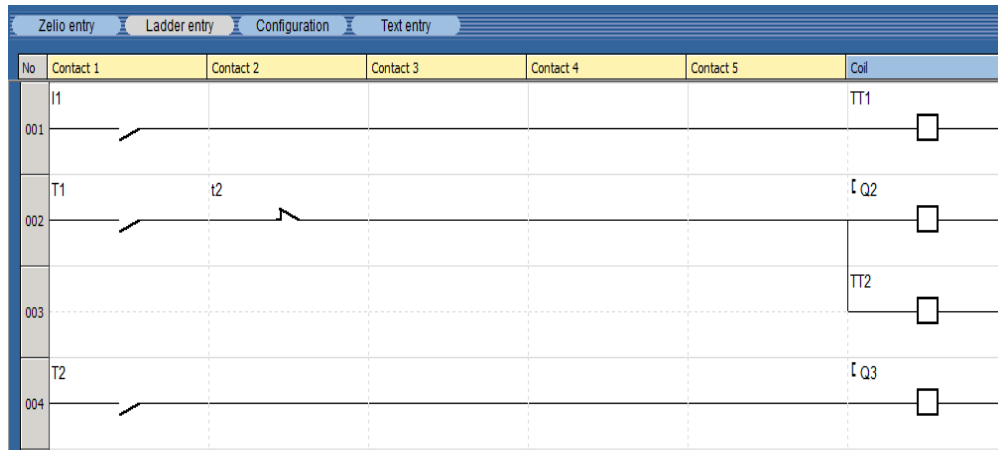 Zelio entry Ladder entry Configuration Text entry
No Contact 1 Contact 2 Contact 3 Contact 4 Contact 5 Coil
I1 TT1
001
T1 t2 [ Q2
002
TT2
003
T2 [ Q3
004